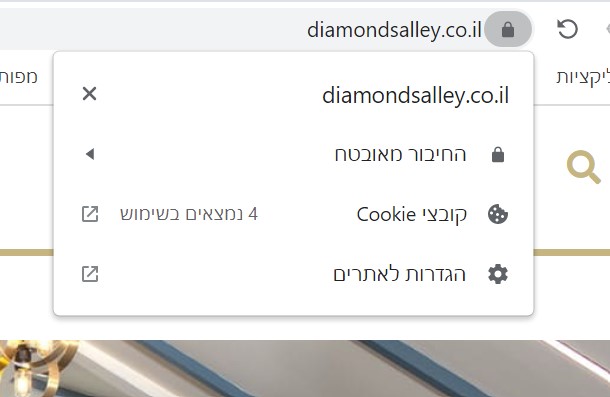 diamondsalley.co.il
diamondsalley.co.il
החיבור מאובטח
קובצי Cookie 4 נמצאים בשימוש
הגדרות לאתרים